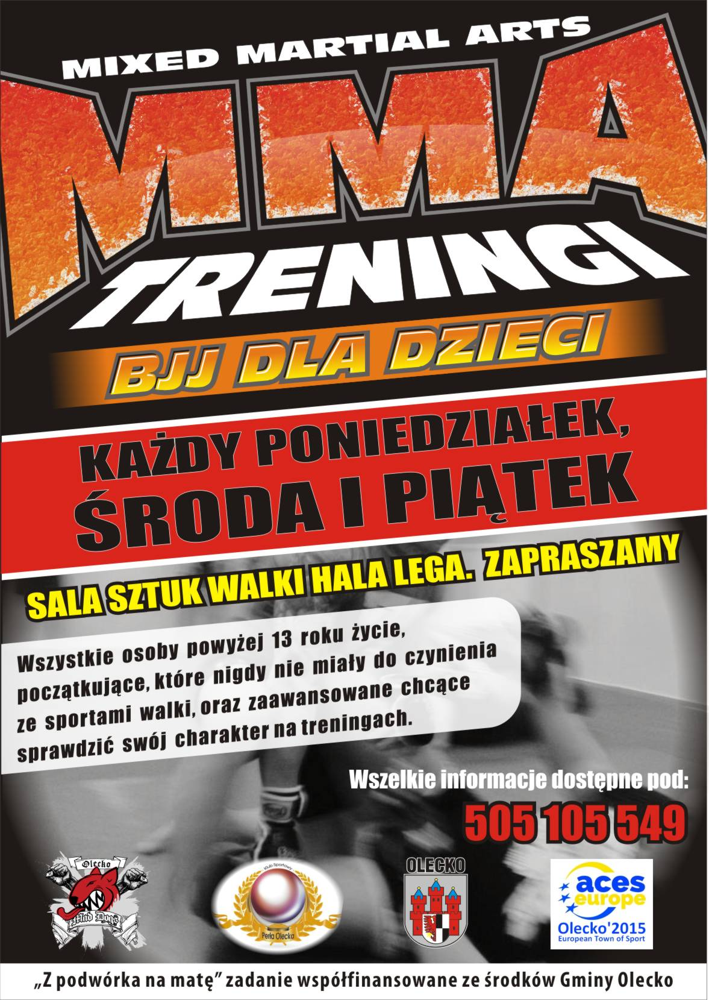 MIXED MARTIAL ARTS
MMA
TRENINGI
BJJ DLA DZIECI
KAŻDY PONIEDZIAŁEK,
ŚRODA I PIĄTEK
SALA SZTUK WALKI HALA LEGA. ZAPRASZAMY
Wszystkie osoby powyżej 13 roku życie,
początkujące, które nigdy nie miały do czynienia
ze sportami walki, oraz zaawansowane chcące
sprawdzić swój charakter na treningach.
Wszelkie informacje dostępne pod:
505 105 549
Olecko
Mad Dogs
Klub Sportowy
Perła Olecka
OLECKO
aces
europe
Olecko'2015
European Town of Sport
„Z podwórka na matę” zadanie współfinansowane ze środków Gminy Olecko